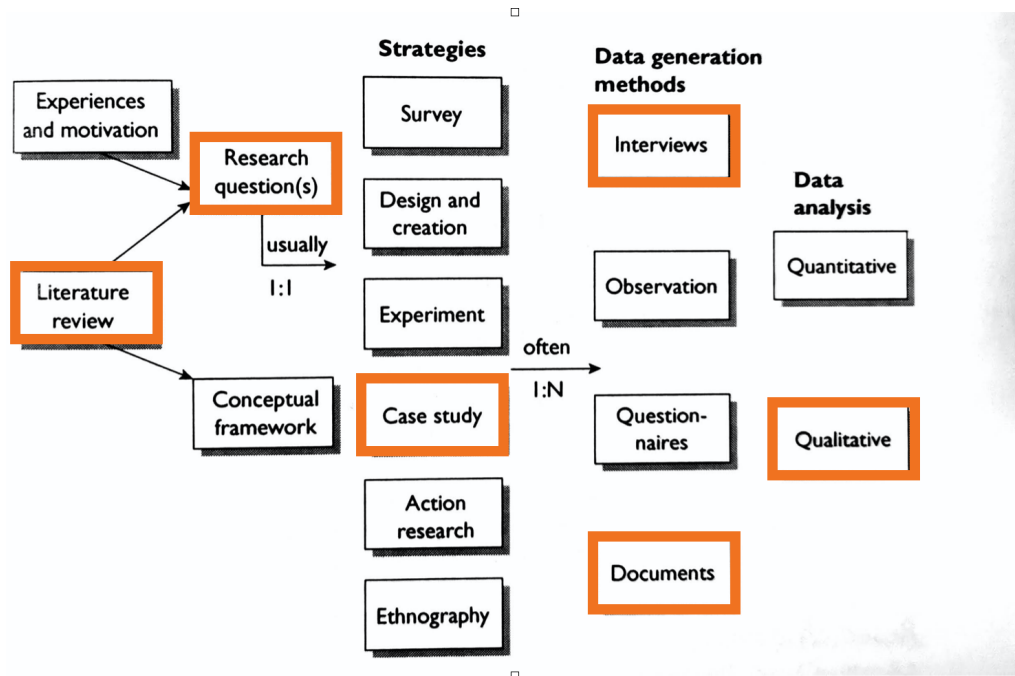 Experiences
and motivation
Literature
review
Research
question(s)
usually
1:1
Conceptual
framework
Strategies
Survey
Design and
creation
Experiment
Case study
Action
research
Ethnography
often
1:N
Data generation
methods
Interviews
Observation
Question-
naires
Documents
Data
analysis
Quantitative
Qualitative